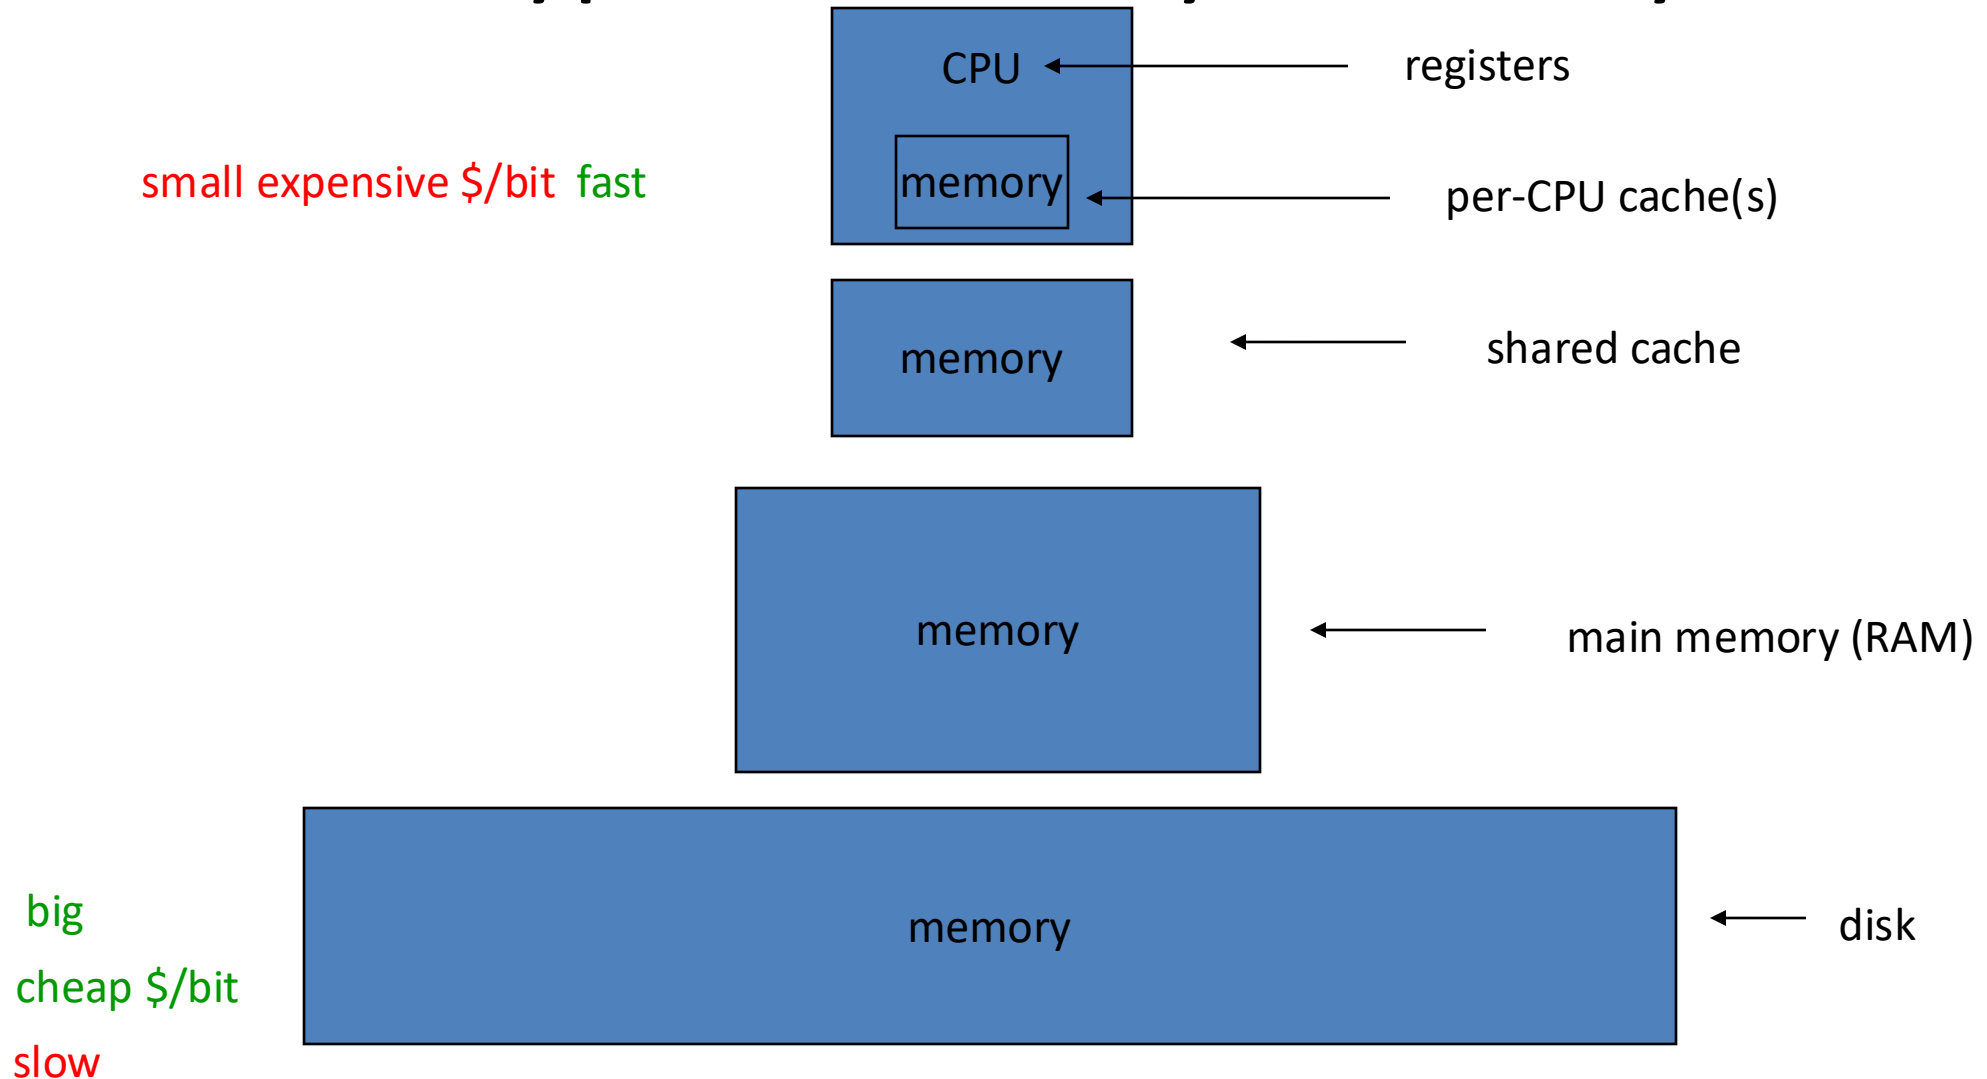 CPU
registers
small expensive $/bit fast
memory
per-CPU cache(s)
memory
shared cache
memory
main memory (RAM)
big
memory
disk
cheap $/bit
slow